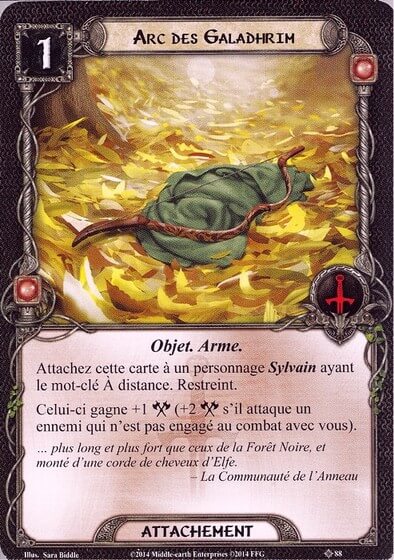 1
Arc des Galadhrim
Objet. Arme.
Attachez cette carte à un personnage Sylvain ayant
le mot-clé À distance. Restreint.
Celui-ci gagne +1 (+2 s'il attaque un
ennemi qui n'est pas engagé au combat avec vous).
... plus long et plus fort que ceux de la Forêt Noire, et
monté d'une corde de cheveux d'Elfe.
– La Communauté de l'Anneau
Attachement
Illus. Sara Biddle
©2014 Middle-earth Enterprises ©2014 FFG
88